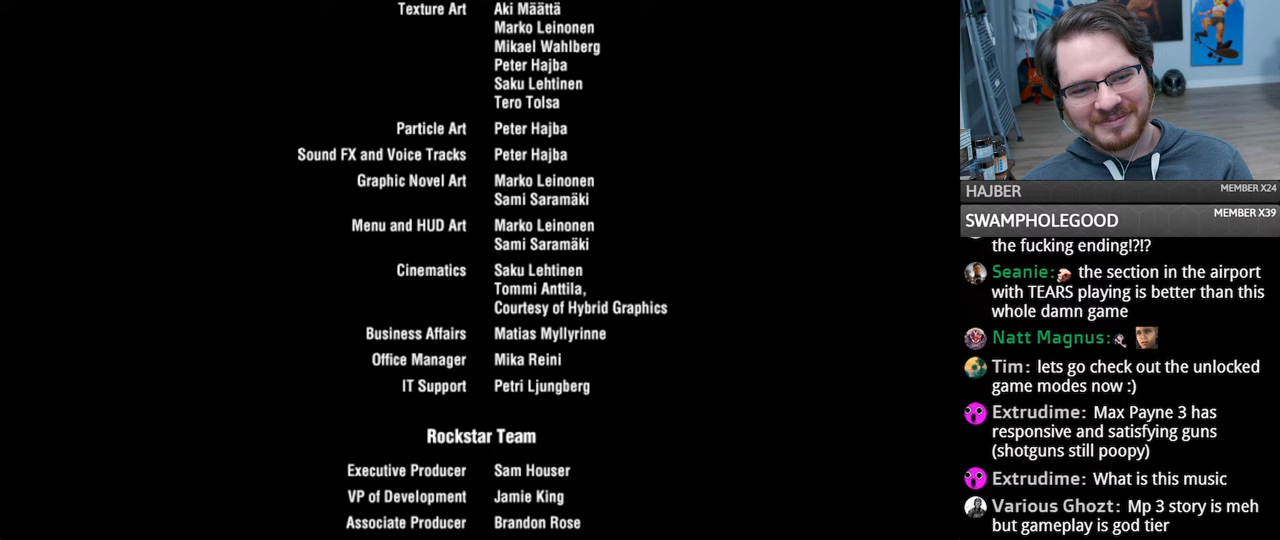 Texture Art Aki Määttä
Marko Leinonen
Mikael Wahlberg
Peter Hajba
Saku Lehtinen
Tero Tolsa
Particle Art Peter Hajba
Sound FX and Voice Tracks Peter Hajba
Graphic Novel Art Marko Leinonen
Sami Saramäki
Menu and HUD Art Marko Leinonen
Sami Saramäki
Cinematics Saku Lehtinen
Tommi Anttila,
Courtesy of Hybrid Graphics
Business Affairs Matias Myllyrinne
Office Manager Mika Reini
IT Support Petri Ljungberg
Rockstar Team
Executive Producer Sam Houser
VP of Development Jamie King
Associate Producer Brandon Rose
HAJBER MEMBER X24
SWAMPHOLEGOOD MEMBER X39
the fucking ending!?!?
Seanie: the section in the airport
with TEARS playing is better than this
whole damn game
Natt Magnus:
Tim: lets go check out the unlocked
game modes now :)
Extrudime: Max Payne 3 has
responsive and satisfying guns
(shotguns still poopy)
Extrudime: What is this music
Various Ghozt: Mp 3 story is meh
but gameplay is god tier